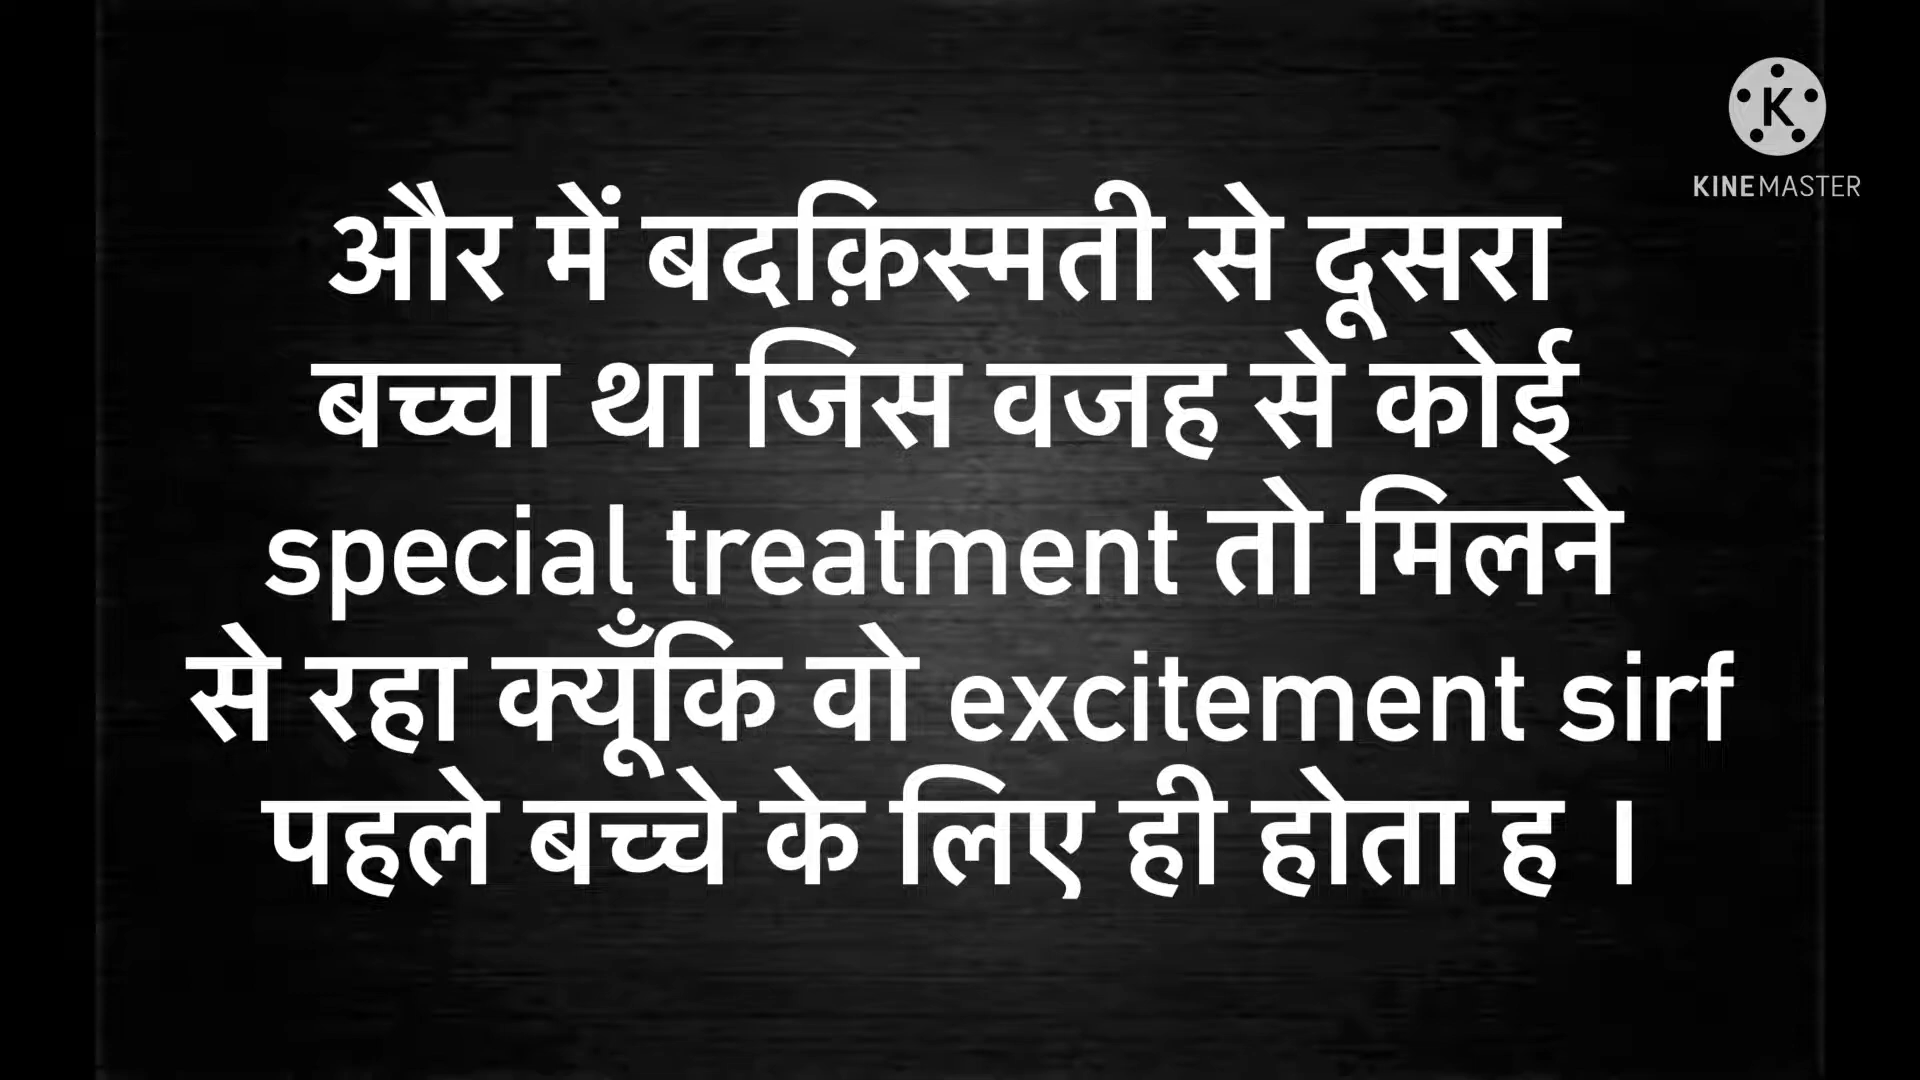 KINEMASTER
और में बदक़िस्मती से दूसरा
बच्चा था जिस वजह से कोई
special treatment तो मिलने
से रहा क्यूँकि वो excitement sirf
पहले बच्चे के लिए ही होता ह ।